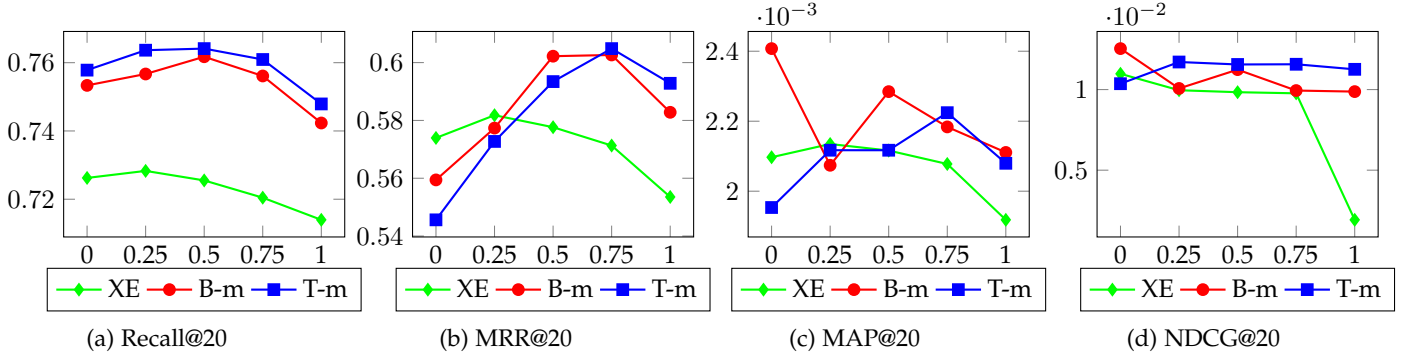 0.76
0.74
0.72
0 0.25 0.5 0.75 1
XE B-m T-m
(a) Recall@20
0.6
0.58
0.56
0.54
0 0.25 0.5 0.75 1
XE B-m T-m
(b) MRR@20
·10⁻³
2.4
2.2
2
0 0.25 0.5 0.75 1
XE B-m T-m
(c) MAP@20
·10⁻²
1
0.5
0 0.25 0.5 0.75 1
XE B-m T-m
(d) NDCG@20